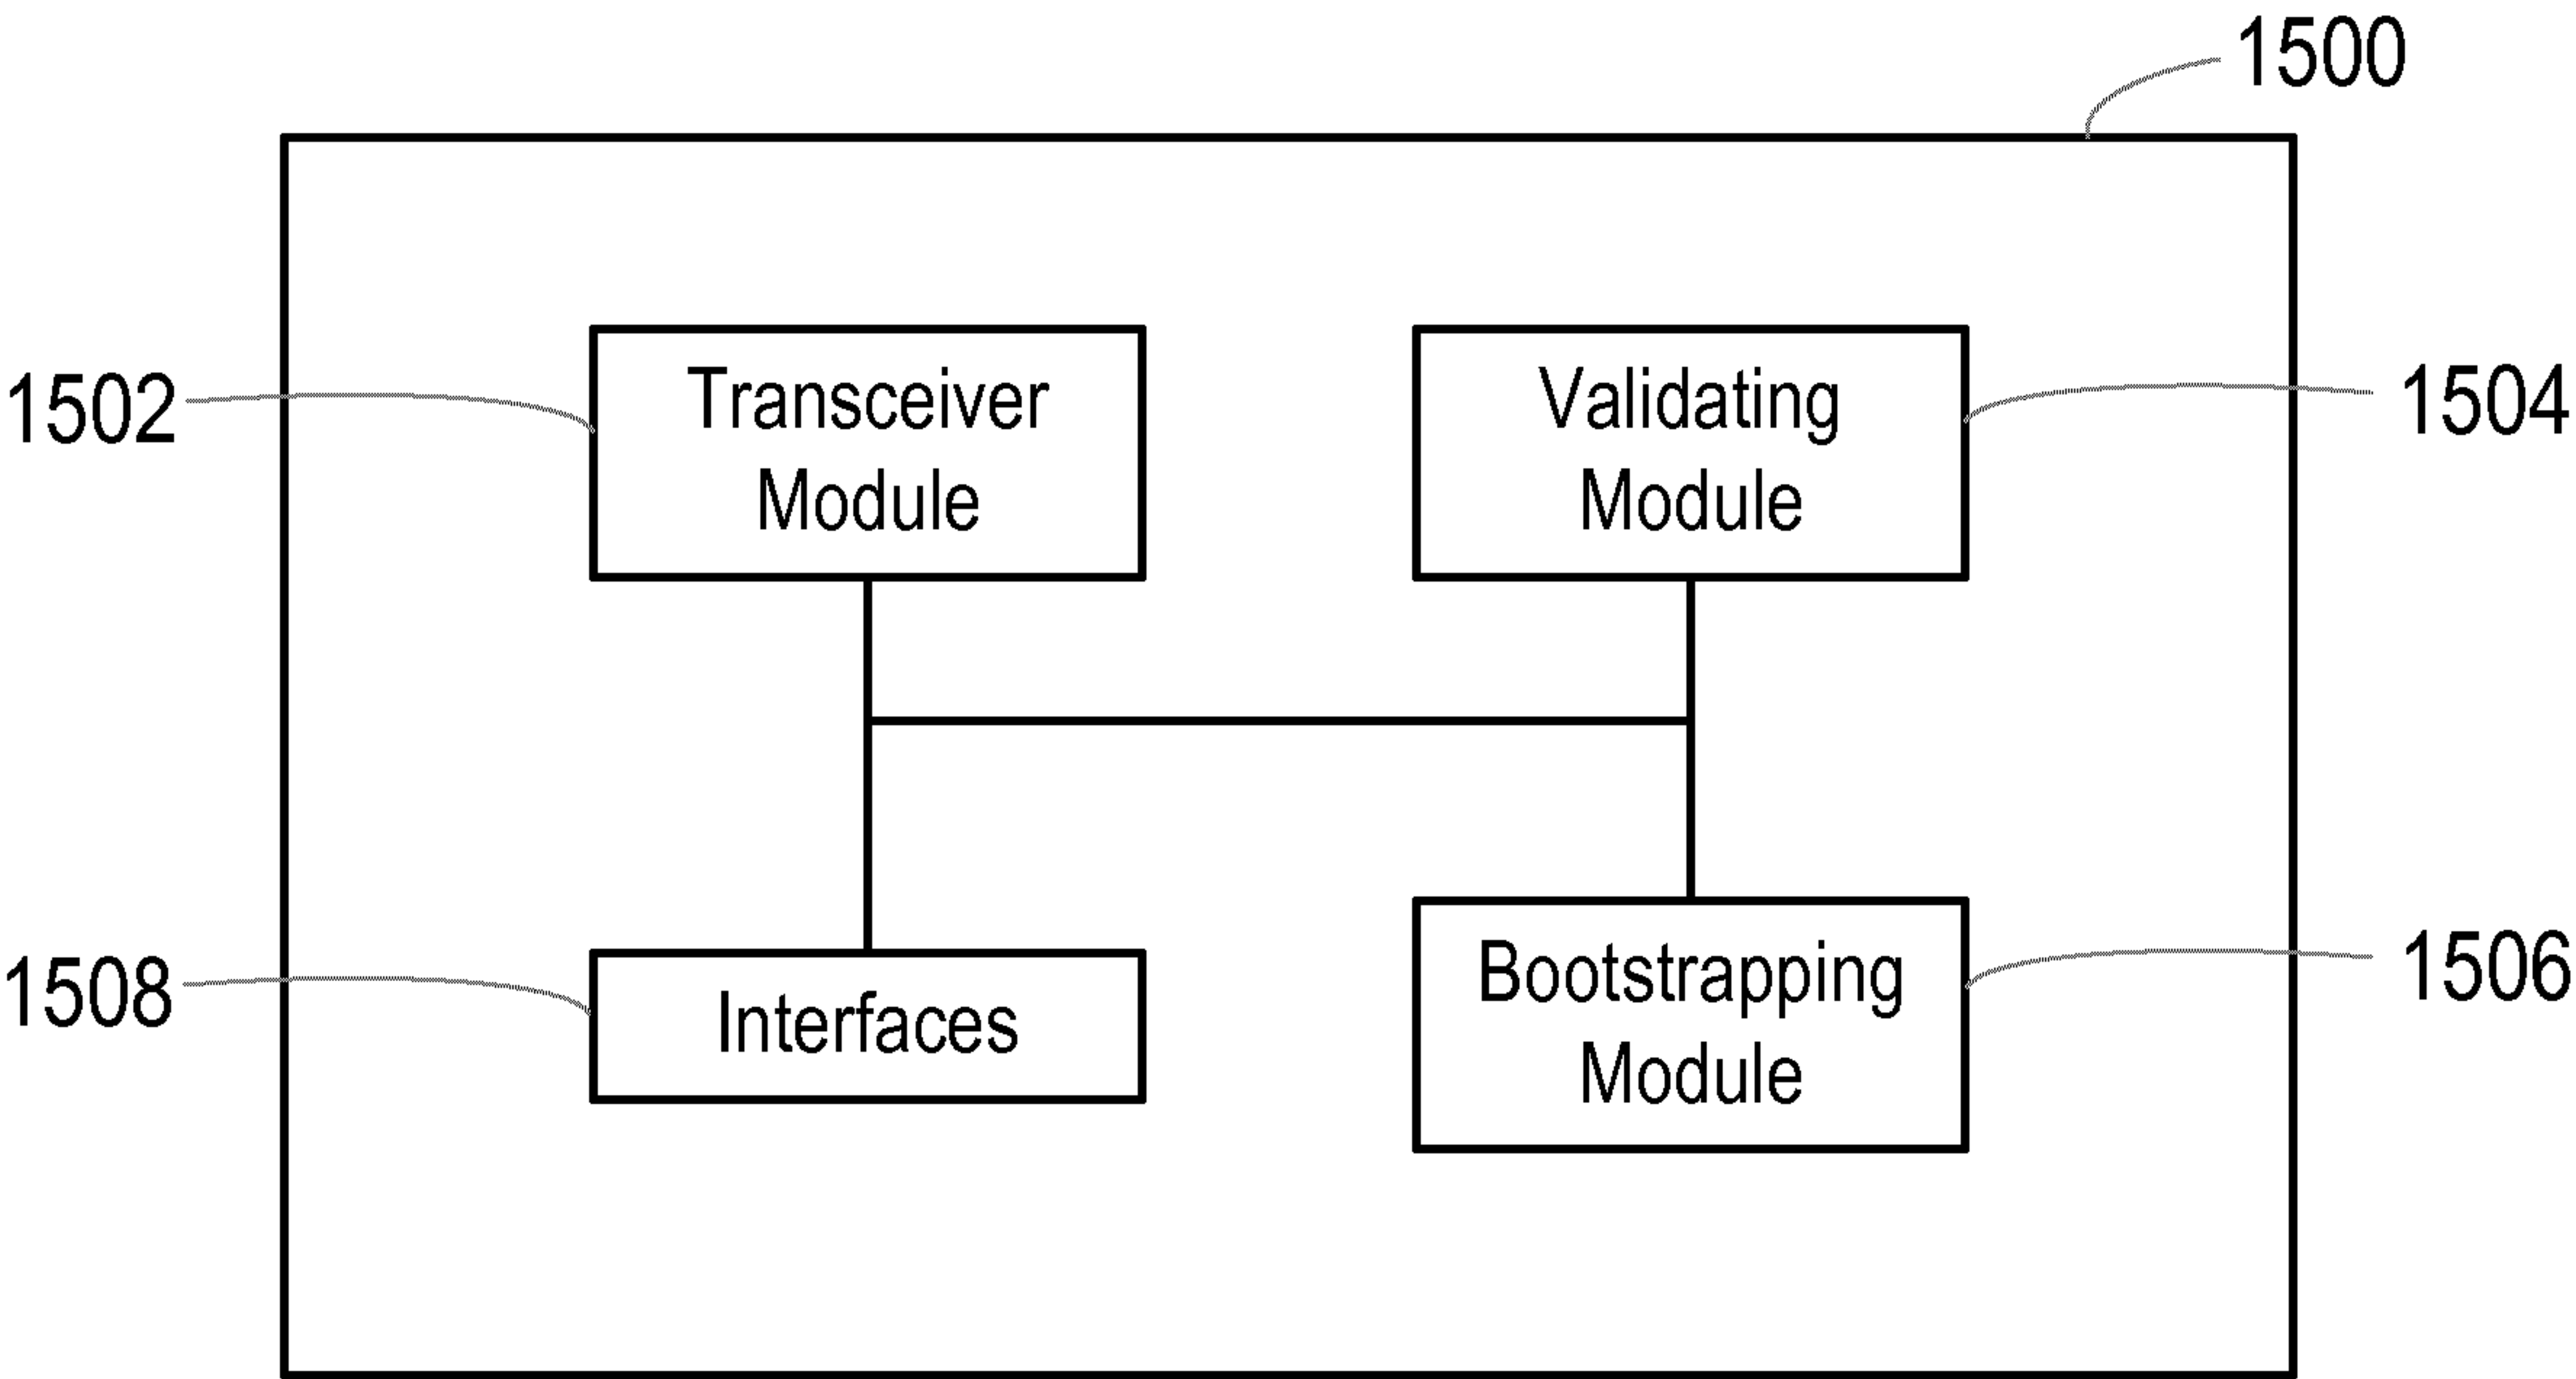 1500
1502
Transceiver
Module
Validating
Module
1504
1508
Interfaces
Bootstrapping
Module
1506